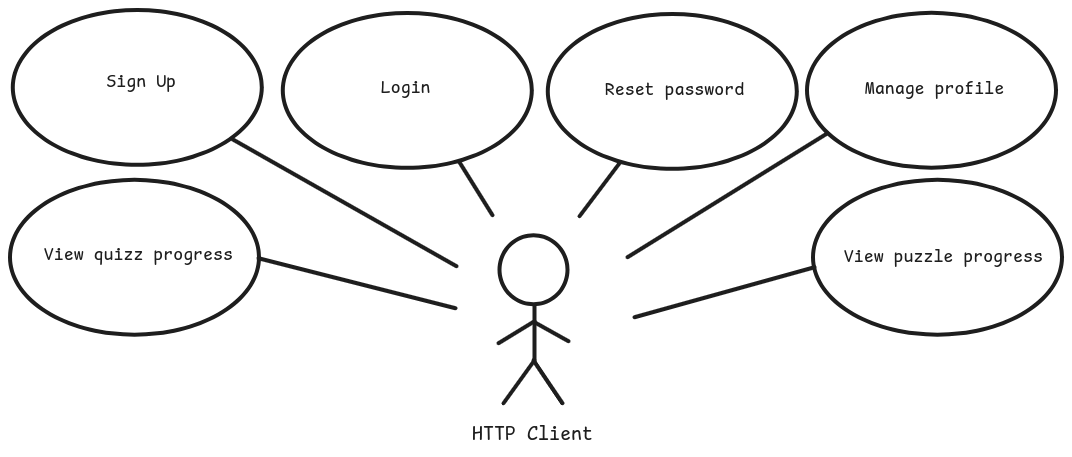 Sign Up
Login
Reset password
Manage profile
View quizz progress
View puzzle progress
HTTP Client